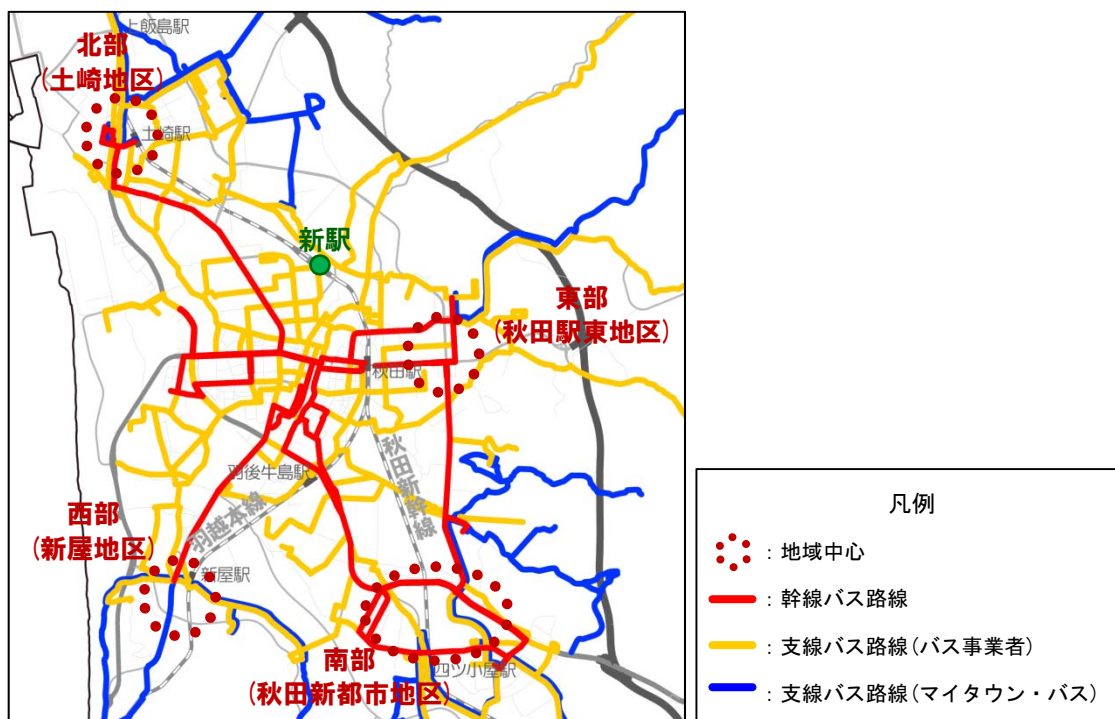 上飯島駅
北部
(土崎地区)
土崎駅
新駅
東部
(秋田駅東地区)
秋田駅
羽後牛島駅
秋田新幹線
羽越本線
西部
(新屋地区)
新屋駅
南部
(秋田新都市地区)
四ツ小屋駅
凡例
：地域中心
：幹線バス路線
：支線バス路線(バス事業者)
：支線バス路線(マイタウン・バス)